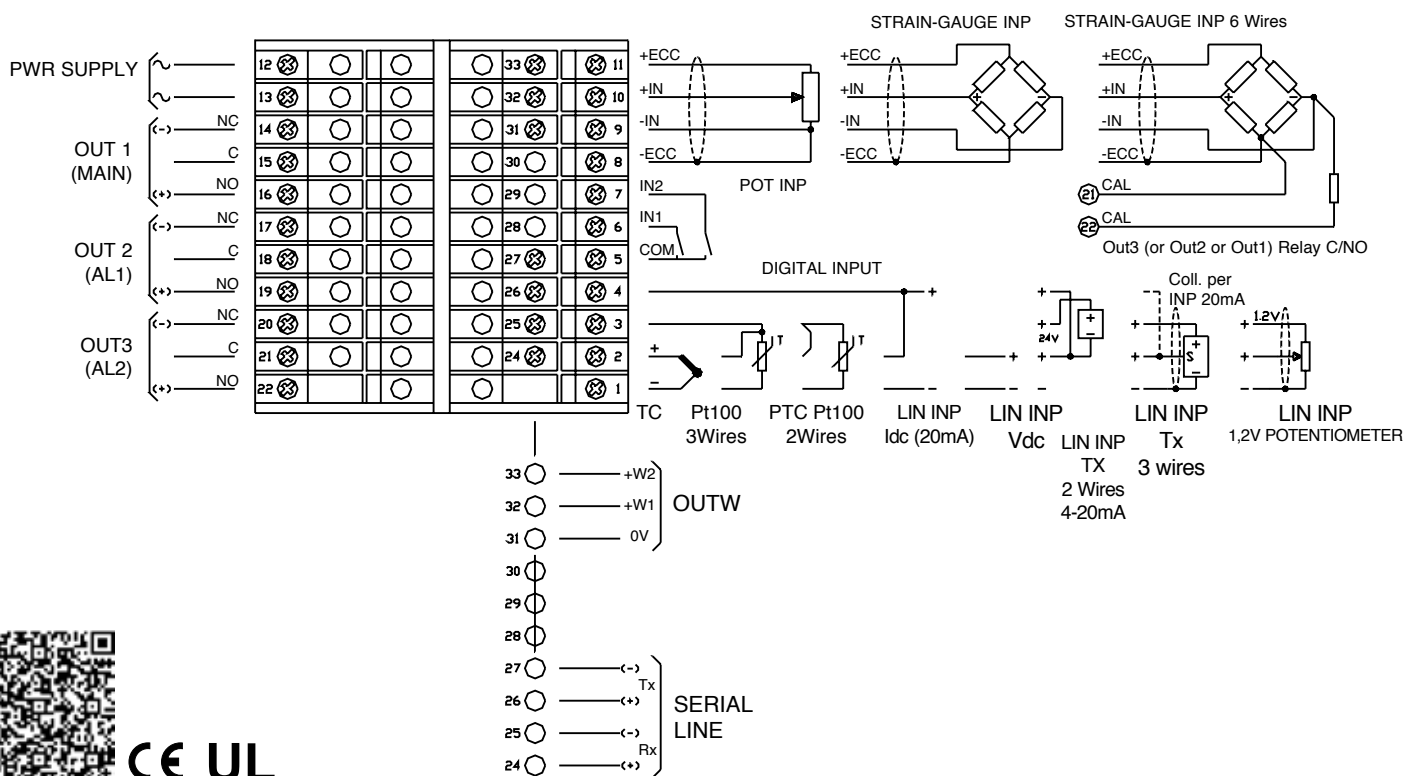 STRAIN-GAUGE INP
STRAIN-GAUGE INP 6 Wires
PWR SUPPLY
12
33
11
+ECC
+ECC
+ECC
13
32
10
+IN
+IN
+
-
+IN
+
-
OUT 1
(MAIN)
(-)
NC
14
31
9
-IN
-IN
-IN
C
15
30
8
-ECC
-ECC
-ECC
(+)
NO
16
29
7
IN2
POT INP
21
CAL
OUT 2
(AL1)
(-)
NC
17
28
6
IN1
22
CAL
C
18
27
5
COM
DIGITAL INPUT
Out3 (or Out2 or Out1) Relay C/NO
(+)
NO
19
26
4
+
+
Coll. per
INP 20mA
OUT3
(AL2)
(-)
NC
20
25
3
T
T
+
24V
+
-
+
+
1.2V
C
21
24
2
+
+
+
+
+
S
-
+
(+)
NO
22
1
-
-
-
-
-
-
TC
Pt100
3Wires
PTC Pt100
2Wires
LIN INP
Idc (20mA)
LIN INP
Vdc
LIN INP
TX
2 Wires
4-20mA
LIN INP
Tx
3 wires
LIN INP
1,2V POTENTIOMETER
33
+W2
32
+W1
OUTW
31
0V
30
29
28
27
(-)
Tx
26
(+)
SERIAL
LINE
25
(-)
Rx
24
(+)
CE UL